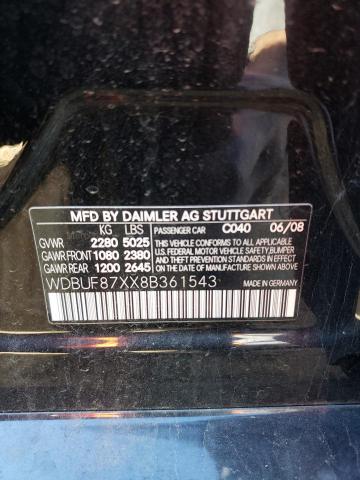 MFD BY DAIMLER AG STUTTGART
KG LBS PASSENGER CAR C040 06/08
GVWR 2280 5025
GAWR FRONT 1080 2380
GAWR REAR 1200 2645
THIS VEHICLE CONFORMS TO ALL APPLICABLE
U.S. FEDERAL MOTOR VEHICLE SAFETY, BUMPER,
AND THEFT PREVENTION STANDARDS IN EFFECT
ON THE DATE OF MANUFACTURE SHOWN ABOVE.
WDBUF87XX8B361543 MADE IN GERMANY